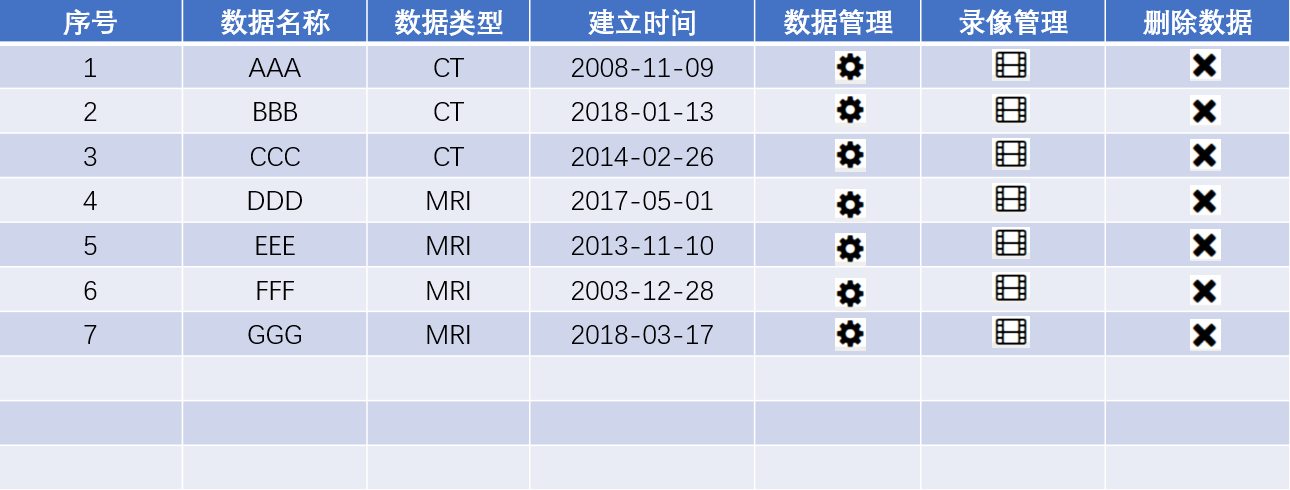 序号 数据名称 数据类型 建立时间 数据管理 录像管理 删除数据
1 AAA CT 2008-11-09
2 BBB CT 2018-01-13
3 CCC CT 2014-02-26
4 DDD MRI 2017-05-01
5 EEE MRI 2013-11-10
6 FFF MRI 2003-12-28
7 GGG MRI 2018-03-17